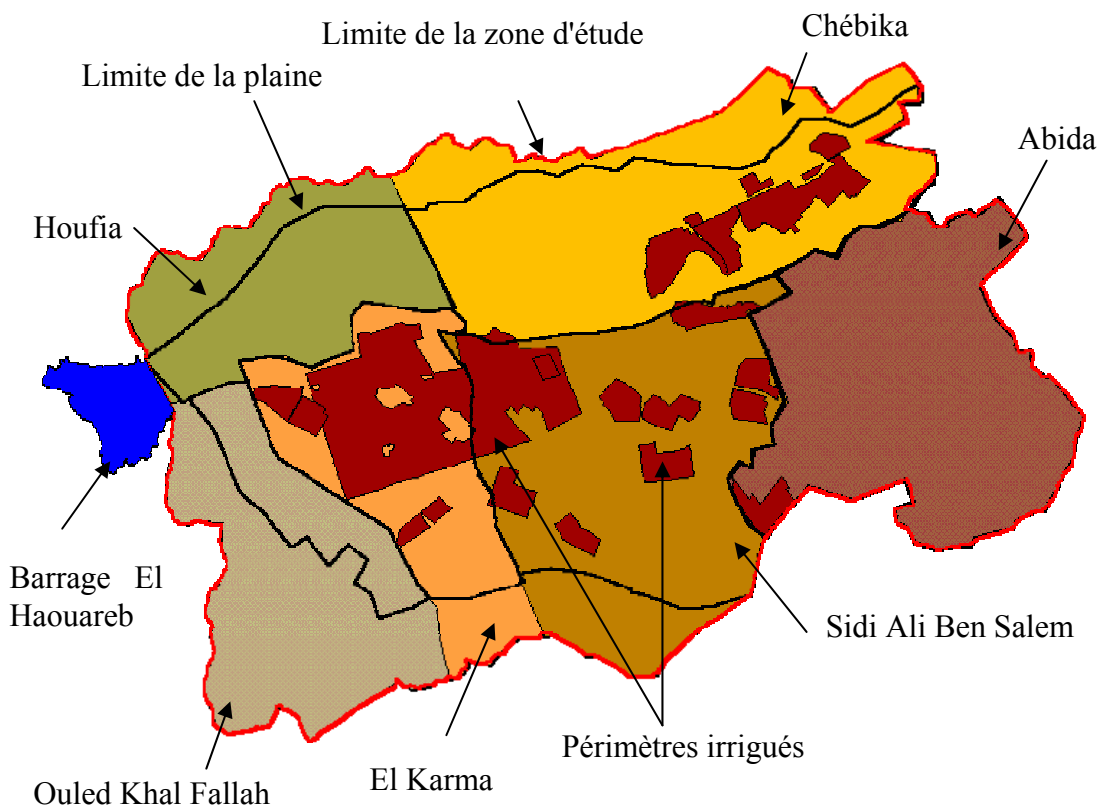 Chébika
Limite de la zone d'étude
Limite de la plaine
Abida
Houfia
Barrage El
Haouareb
Sidi Ali Ben Salem
Périmètres irrigués
El Karma
Ouled Khal Fallah